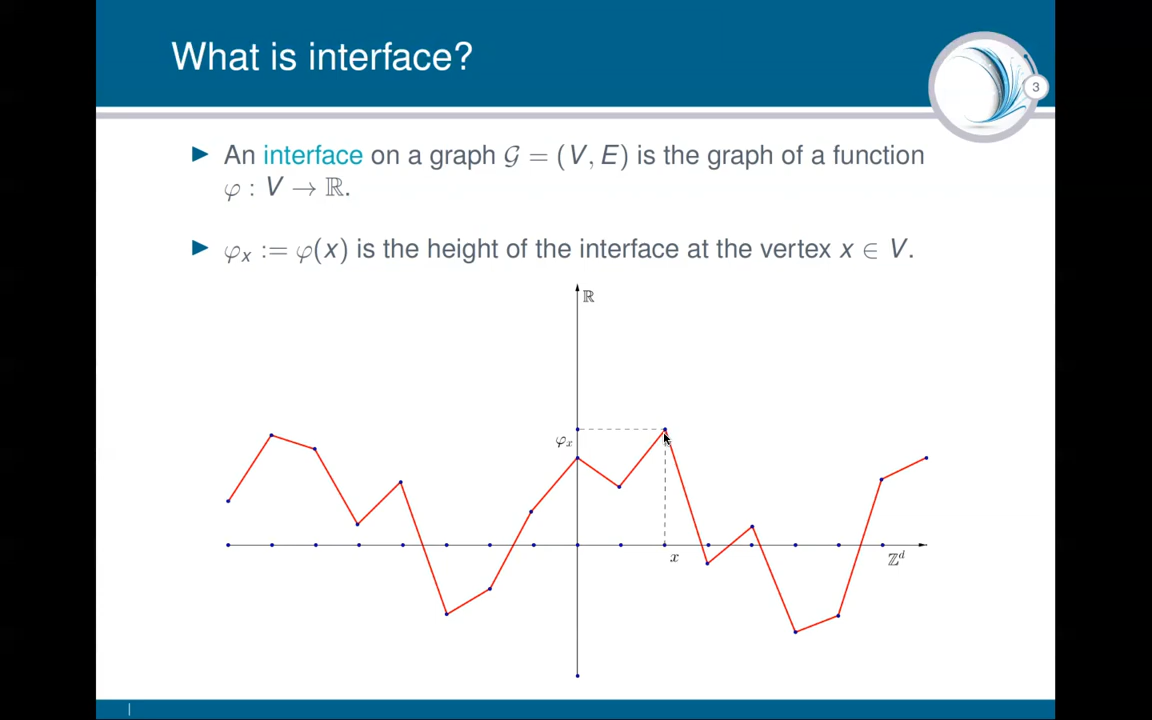 What is interface?
3
An interface on a graph 𝒢 = (V, E) is the graph of a function
φ : V → ℝ.
φₓ := φ(x) is the height of the interface at the vertex x ∈ V.
ℝ
φₓ
x
ℤᵈ